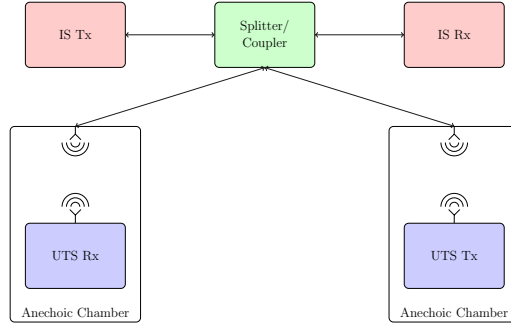 IS Tx
Splitter/
Coupler
IS Rx
UTS Rx
UTS Tx
Anechoic Chamber
Anechoic Chamber